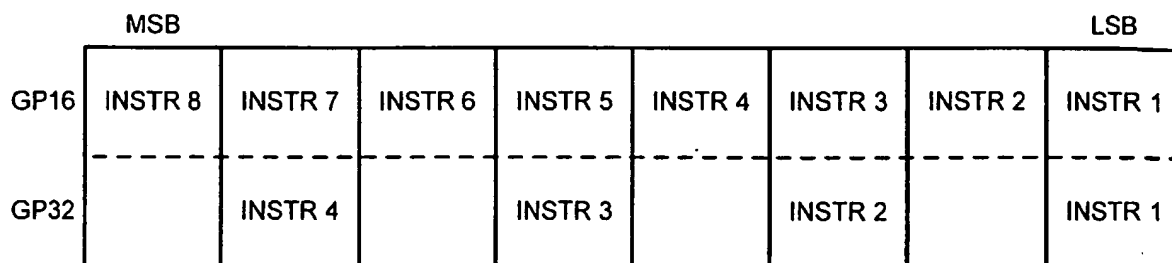 MSB LSB
GP16 INSTR 8 INSTR 7 INSTR 6 INSTR 5 INSTR 4 INSTR 3 INSTR 2 INSTR 1
GP32 INSTR 4 INSTR 3 INSTR 2 INSTR 1